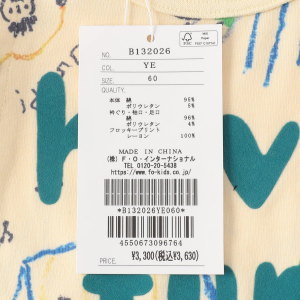 NO. B132026
COL. YE
SIZE 60
QUALITY.
本体 綿 95%
ポリウレタン 5%
衿ぐり・袖口・足口
綿 96%
ポリウレタン 4%
フロッキープリント
レーヨン 100%
MADE IN CHINA
(株)F・O・インターナショナル
TEL 0120-20-5438
https://www.fo-kids.co.jp
*B132026YE060*
4550673096764
PRICE. ¥3,300(税込¥3,630)
FSC